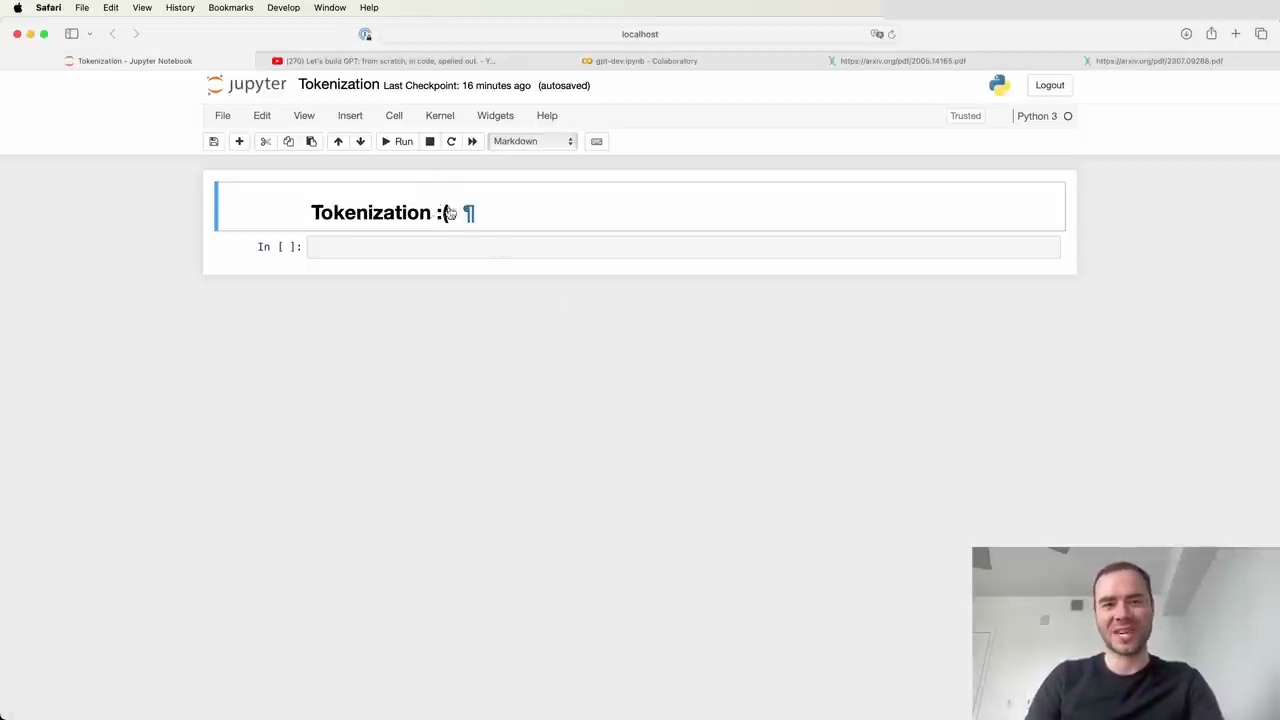 Safari File Edit View History Bookmarks Develop Window Help
localhost
Tokenization - Jupyter Notebook
(270) Let's build GPT: from scratch, in code, spelled out. - Y...
gpt-dev.ipynb - Colaboratory
https://arxiv.org/pdf/2005.14165.pdf
https://arxiv.org/pdf/2307.09288.pdf
jupyter Tokenization Last Checkpoint: 16 minutes ago (autosaved) Logout
File Edit View Insert Cell Kernel Widgets Help Trusted Python 3
Run Markdown
Tokenization :( ¶
In [ ]: